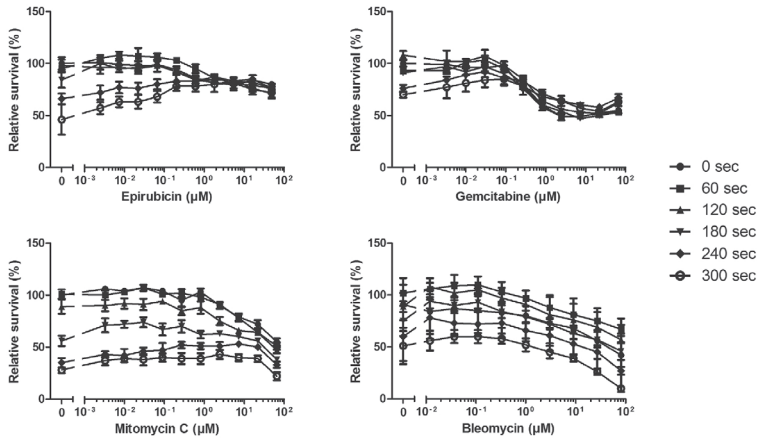 150
100
50
0
Relative survival (%)
0 10⁻³ 10⁻² 10⁻¹ 10⁰ 10¹ 10²
Epirubicin (µM)
150
100
50
0
Relative survival (%)
0 10⁻³ 10⁻² 10⁻¹ 10⁰ 10¹ 10²
Gemcitabine (µM)
150
100
50
0
Relative survival (%)
0 10⁻³ 10⁻² 10⁻¹ 10⁰ 10¹ 10²
Mitomycin C (µM)
150
100
50
0
Relative survival (%)
0 10⁻² 10⁻¹ 10⁰ 10¹ 10²
Bleomycin (µM)
0 sec
60 sec
120 sec
180 sec
240 sec
300 sec